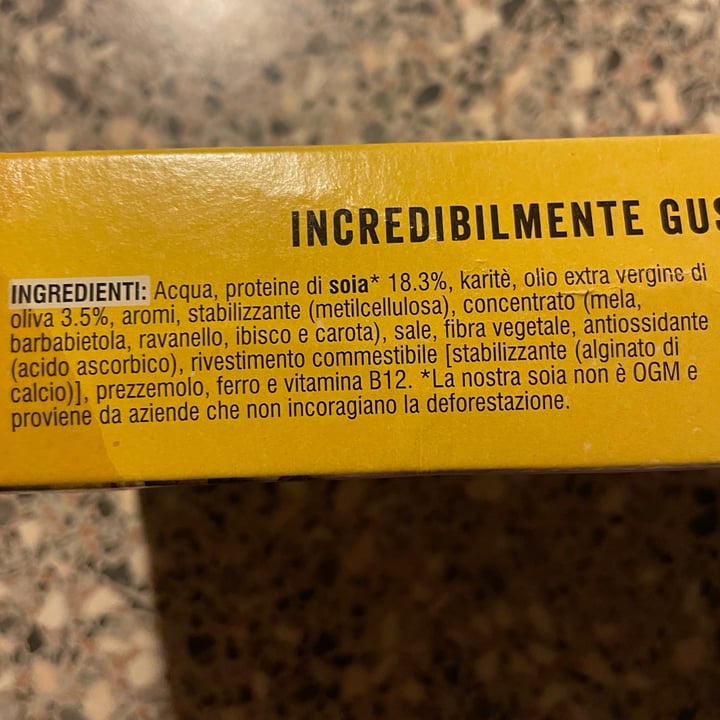 INCREDIBILMENTE GUS
INGREDIENTI: Acqua, proteine di soia* 18.3%, karitè, olio extra vergine di
oliva 3.5%, aromi, stabilizzante (metilcellulosa), concentrato (mela,
barbabietola, ravanello, ibisco e carota), sale, fibra vegetale, antiossidante
(acido ascorbico), rivestimento commestibile [stabilizzante (alginato di
calcio)], prezzemolo, ferro e vitamina B12. *La nostra soia non è OGM e
proviene da aziende che non incoragiano la deforestazione.